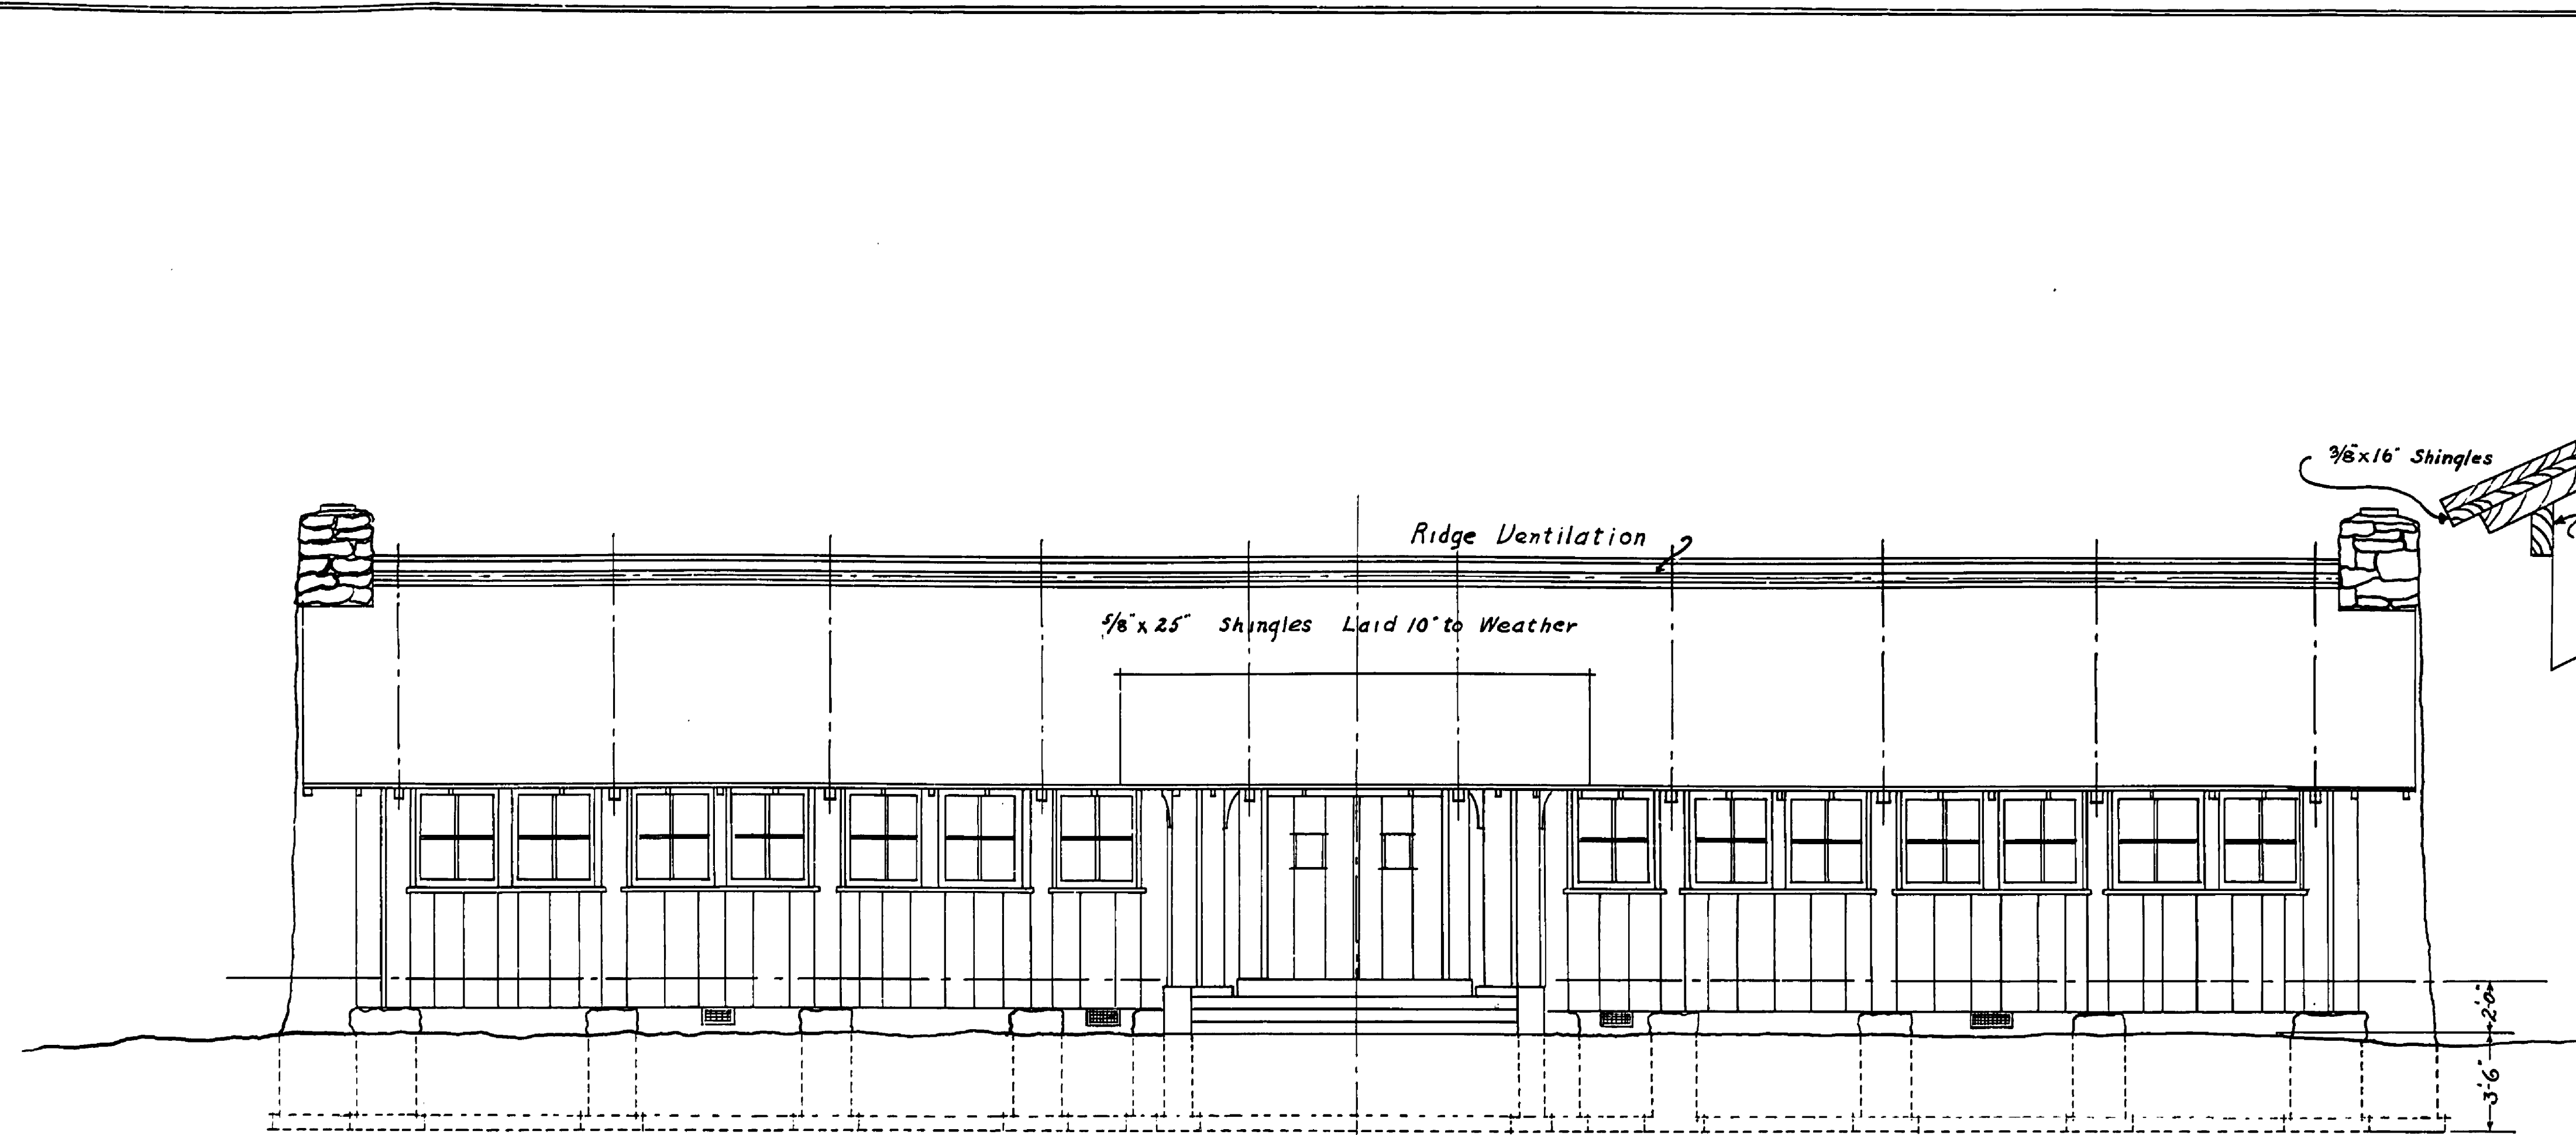 3/8"x16" Shingles
Ridge Ventilation
5/8"x 25" Shingles Laid 10" to Weather
2'-0"
3'-6"